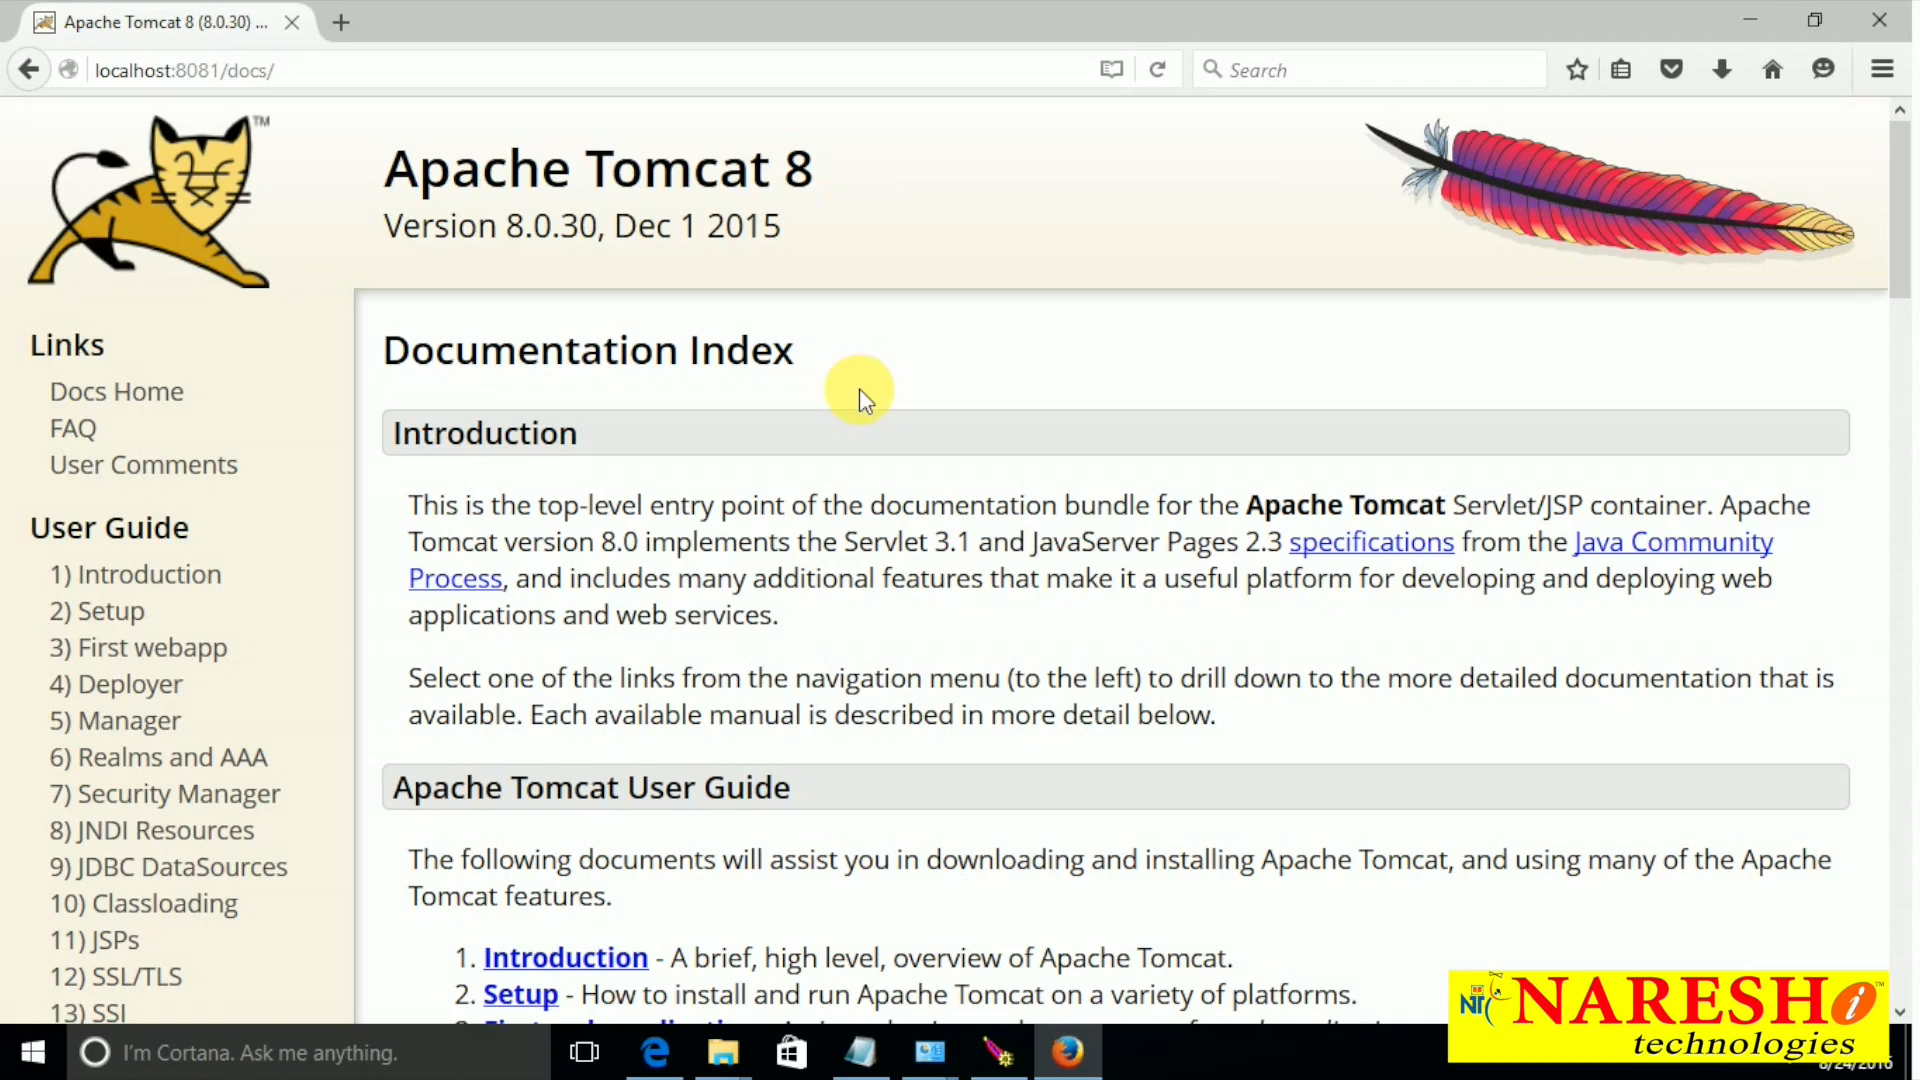 Apache Tomcat 8 (8.0.30) ...
localhost:8081/docs/
Search
TM
Apache Tomcat 8
Version 8.0.30, Dec 1 2015
Links
Docs Home
FAQ
User Comments
User Guide
1) Introduction
2) Setup
3) First webapp
4) Deployer
5) Manager
6) Realms and AAA
7) Security Manager
8) JNDI Resources
9) JDBC DataSources
10) Classloading
11) JSPs
12) SSL/TLS
13) SSI
Documentation Index
Introduction
This is the top-level entry point of the documentation bundle for the Apache Tomcat Servlet/JSP container. Apache
Tomcat version 8.0 implements the Servlet 3.1 and JavaServer Pages 2.3 specifications from the Java Community
Process, and includes many additional features that make it a useful platform for developing and deploying web
applications and web services.
Select one of the links from the navigation menu (to the left) to drill down to the more detailed documentation that is
available. Each available manual is described in more detail below.
Apache Tomcat User Guide
The following documents will assist you in downloading and installing Apache Tomcat, and using many of the Apache
Tomcat features.
1. Introduction - A brief, high level, overview of Apache Tomcat.
2. Setup - How to install and run Apache Tomcat on a variety of platforms.
NARESH i
technologies
I'm Cortana. Ask me anything.
8/24/2016